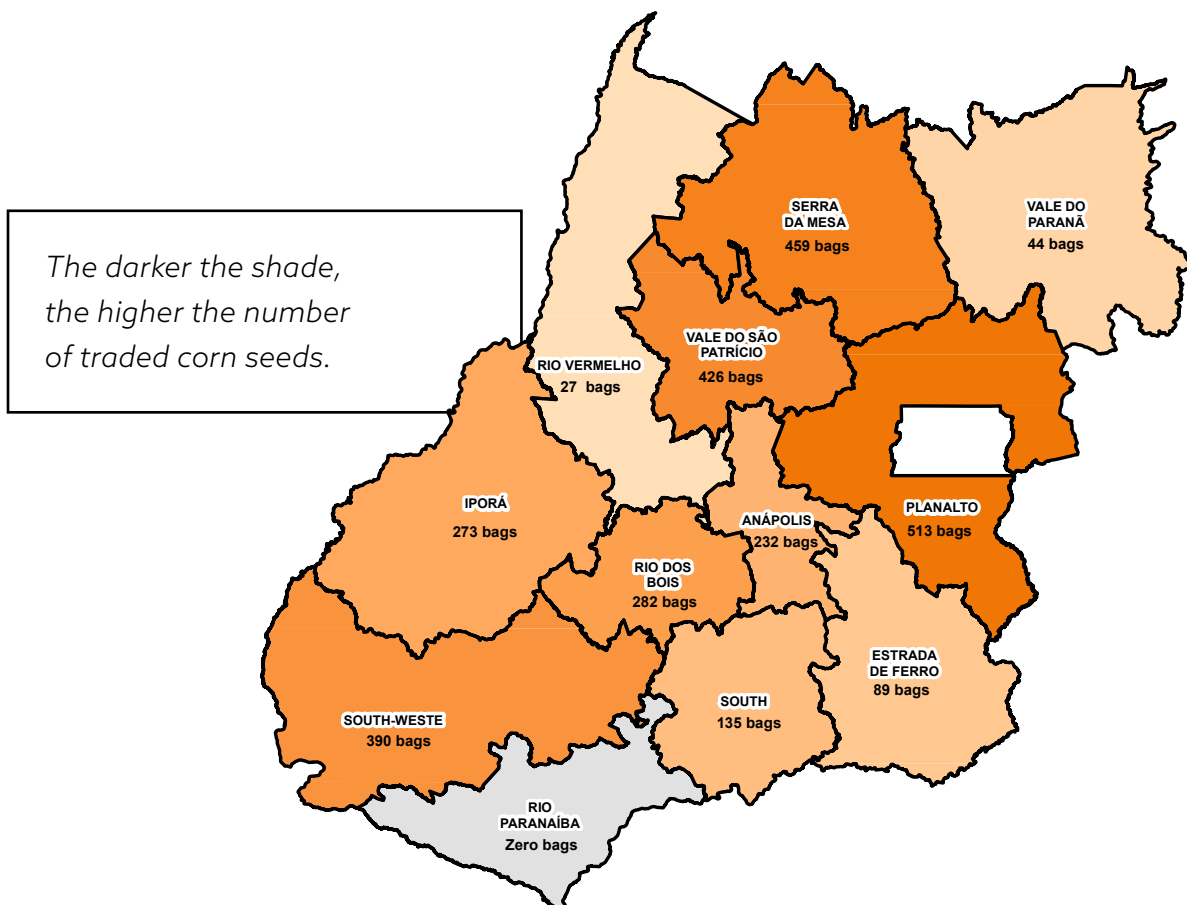 The darker the shade,
the higher the number
of traded corn seeds.
SERRA
DA MESA
459 bags
VALE DO
PARANÃ
44 bags
VALE DO SÃO
PATRÍCIO
426 bags
RIO VERMELHO
27 bags
IPORÁ
273 bags
ANÁPOLIS
232 bags
PLANALTO
513 bags
RIO DOS
BOIS
282 bags
ESTRADA
DE FERRO
89 bags
SOUTH-WESTE
390 bags
SOUTH
135 bags
RIO
PARANAÍBA
Zero bags